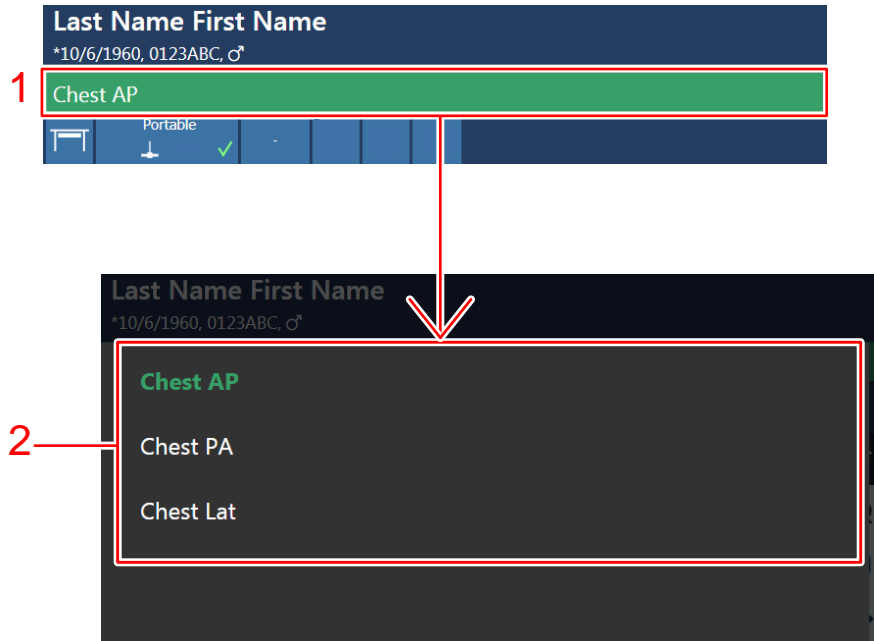 Last Name First Name
*10/6/1960, 0123ABC, ♂
1
Chest AP
Portable
-
Last Name First Name
*10/6/1960, 0123ABC, ♂
2
Chest AP
Chest PA
Chest Lat